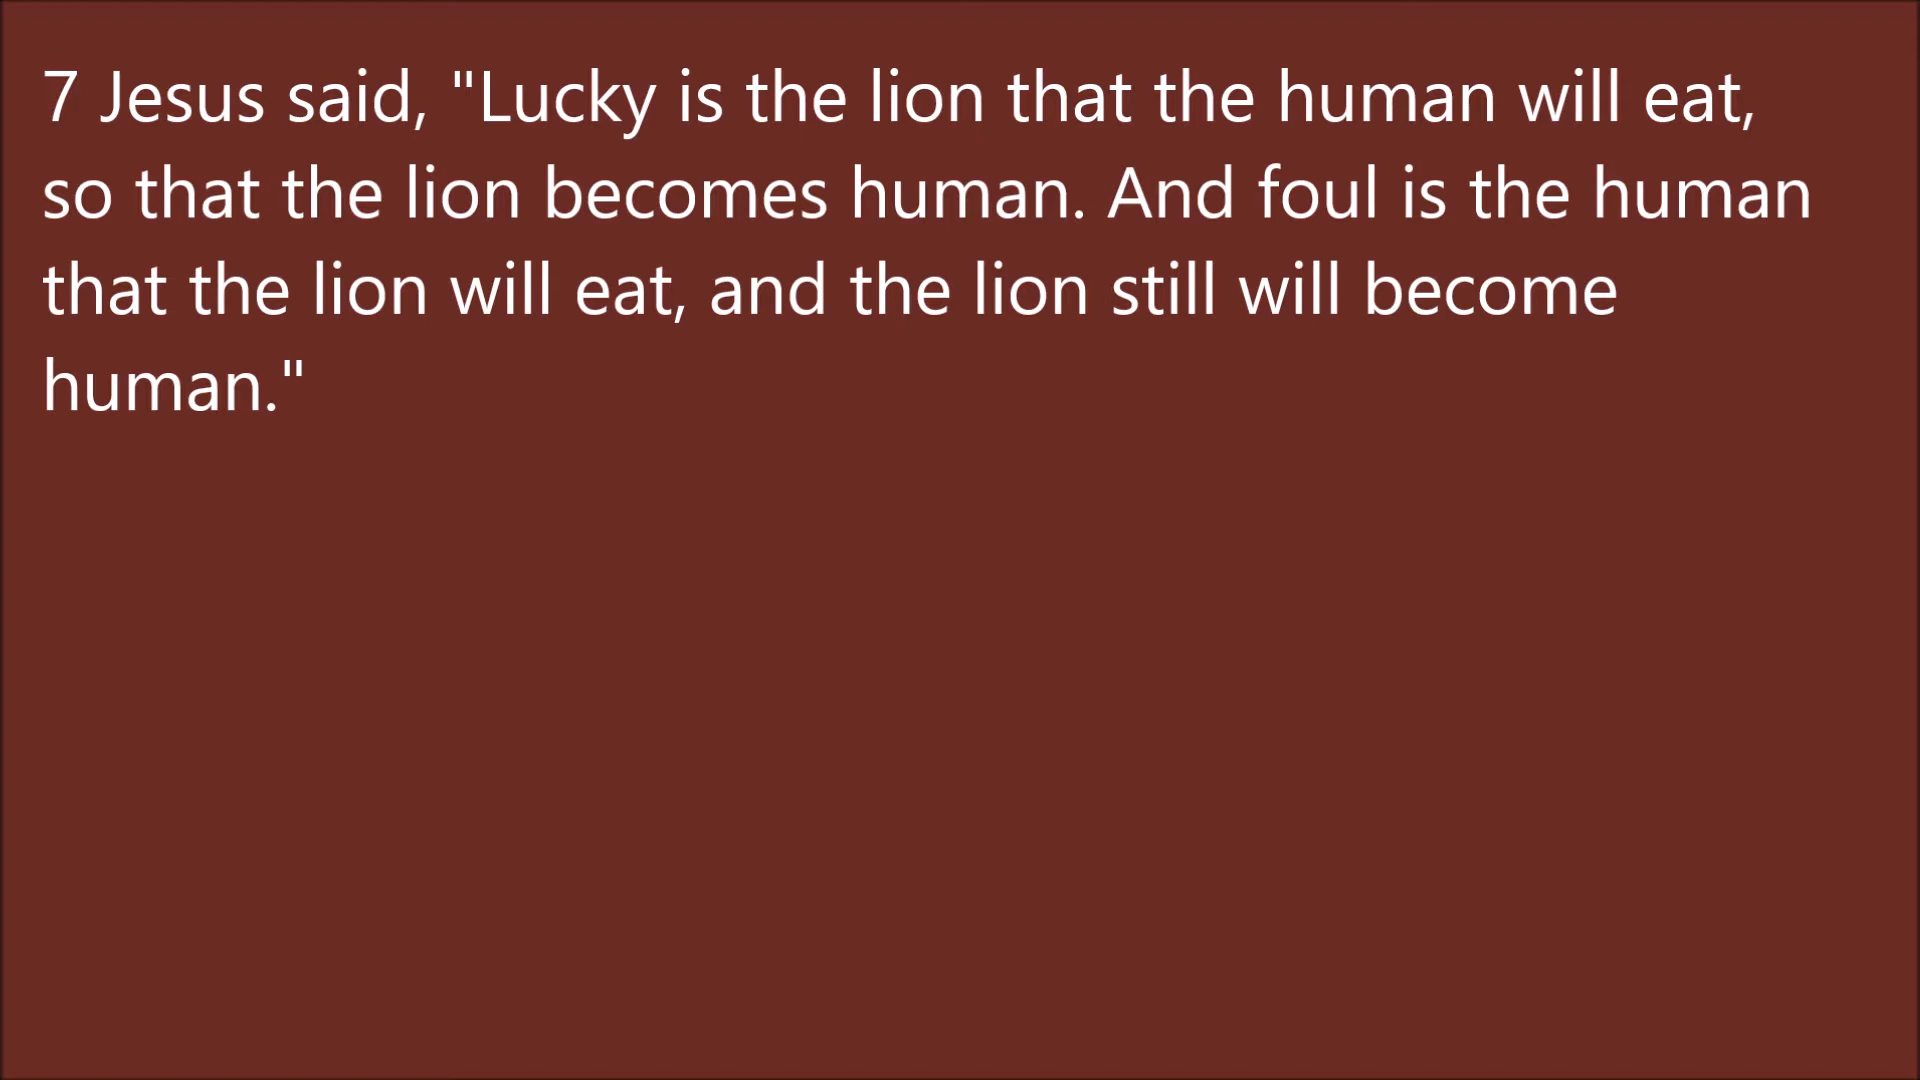 7 Jesus said, "Lucky is the lion that the human will eat,
so that the lion becomes human. And foul is the human
that the lion will eat, and the lion still will become
human."